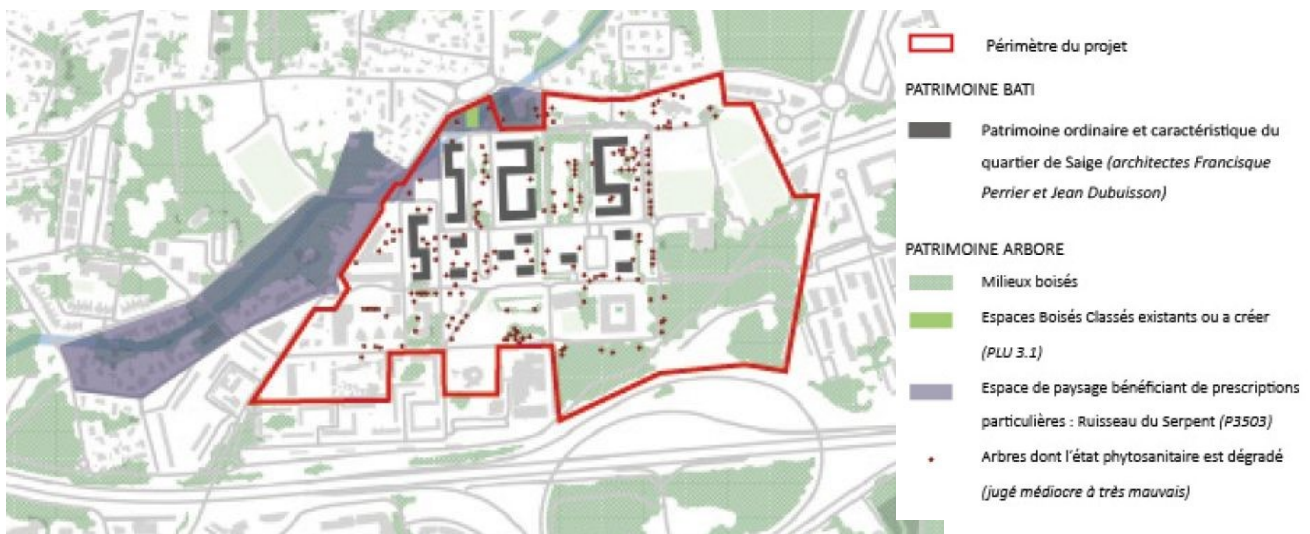 Périmètre du projet
PATRIMOINE BATI
Patrimoine ordinaire et caractéristique du
quartier de Saige (architectes Francisque
Perrier et Jean Dubuisson)
PATRIMOINE ARBORE
Milieux boisés
Espaces Boisés Classés existants ou a créer
(PLU 3.1)
Espace de paysage bénéficiant de prescriptions
particulières : Ruisseau du Serpent (P3503)
Arbres dont l'état phytosanitaire est dégradé
(jugé médiocre à très mauvais)